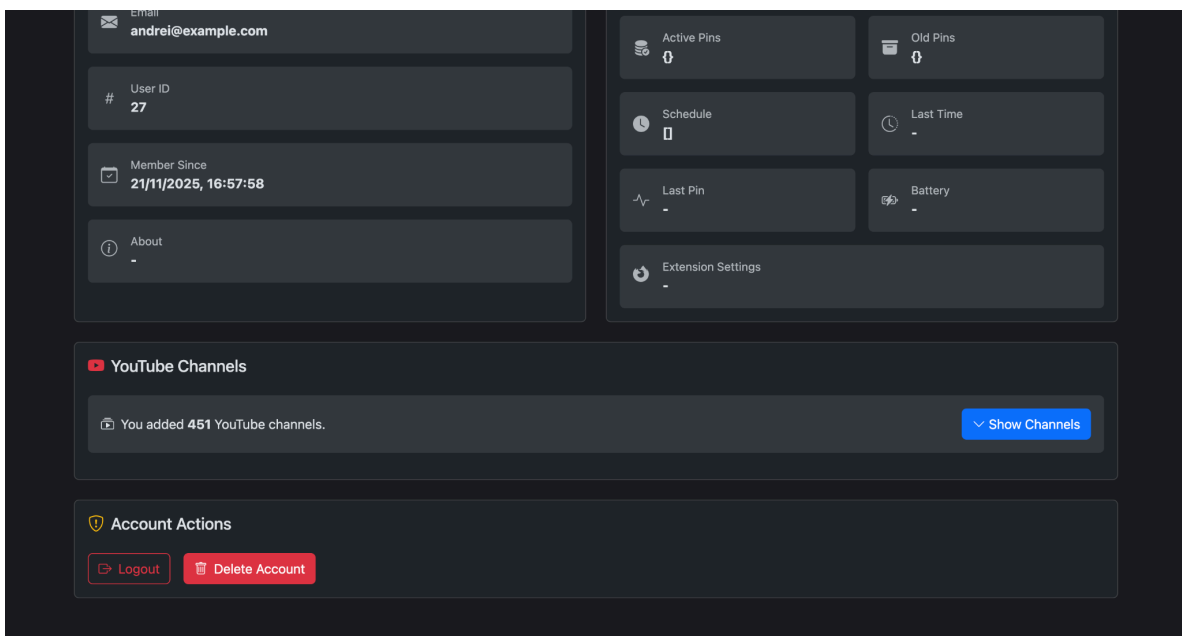 Email
andrei@example.com
# User ID
27
Member Since
21/11/2025, 16:57:58
About
-
Active Pins
{}
Old Pins
{}
Schedule
[]
Last Time
-
Last Pin
-
Battery
-
Extension Settings
-
YouTube Channels
You added 451 YouTube channels.
Show Channels
Account Actions
Logout
Delete Account